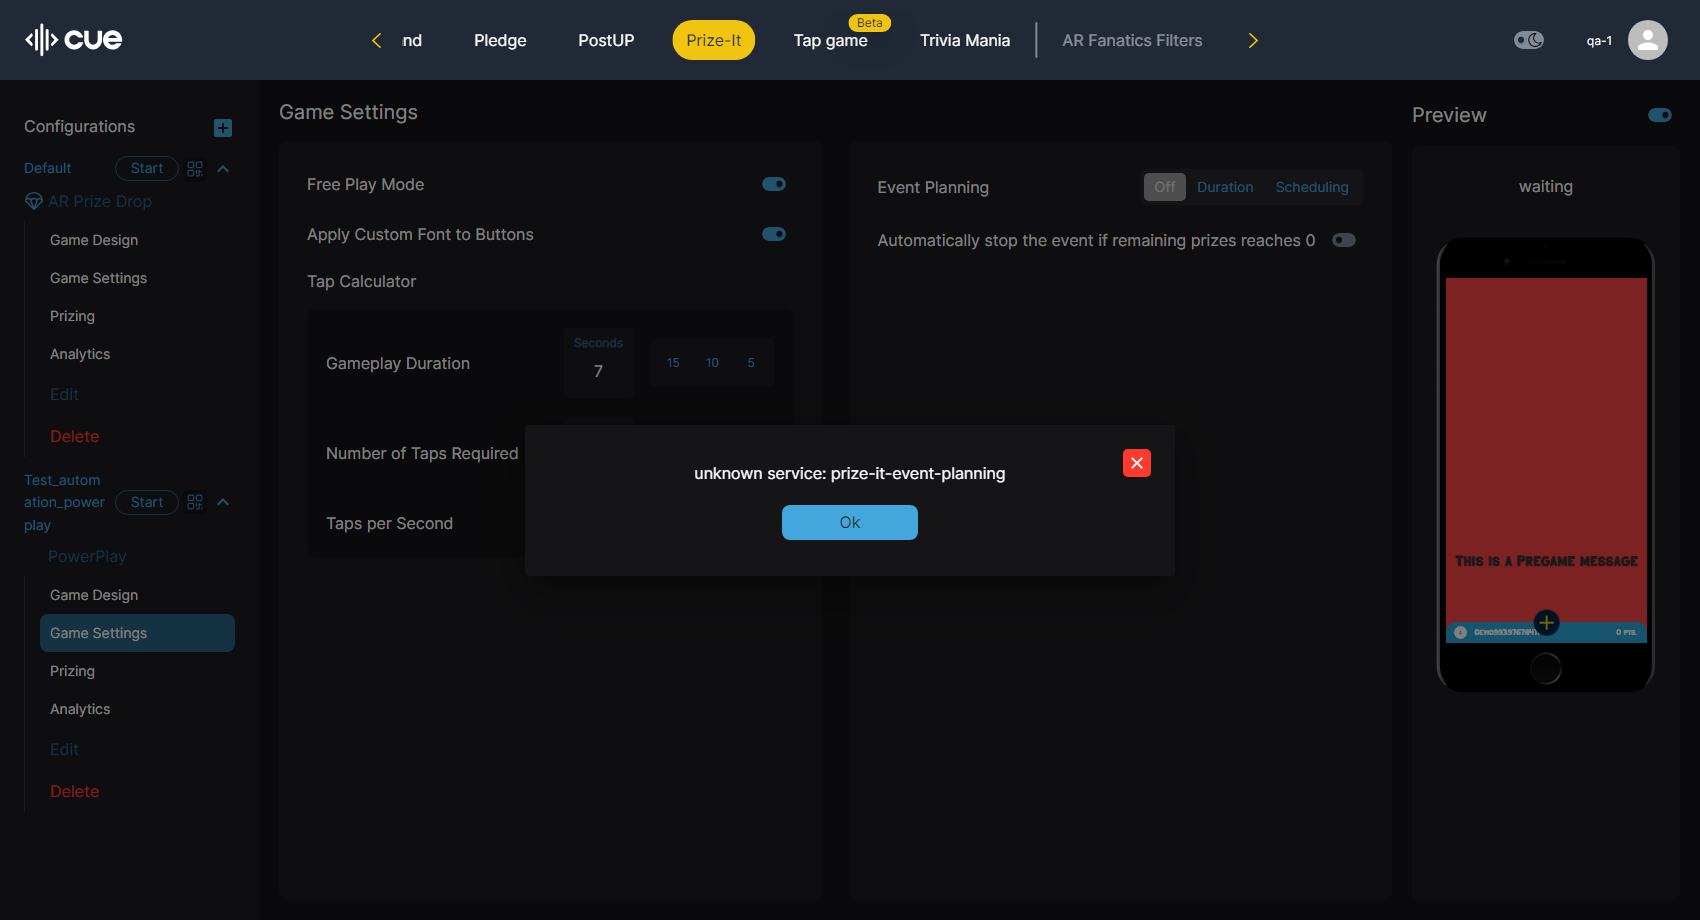 cue
nd
Pledge
PostUP
Prize-It
Beta
Tap game
Trivia Mania
AR Fanatics Filters
qa-1
Configurations
Default
Start
AR Prize Drop
Game Design
Game Settings
Prizing
Analytics
Edit
Delete
Test_autom
ation_power
play
Start
PowerPlay
Game Design
Game Settings
Prizing
Analytics
Edit
Delete
Game Settings
Free Play Mode
Apply Custom Font to Buttons
Tap Calculator
Gameplay Duration
Seconds
7
15 10 5
Number of Taps Required
Taps per Second
Event Planning
Off Duration Scheduling
Automatically stop the event if remaining prizes reaches 0
unknown service: prize-it-event-planning
Ok
Preview
waiting
This is a Pregame message
0 pts.